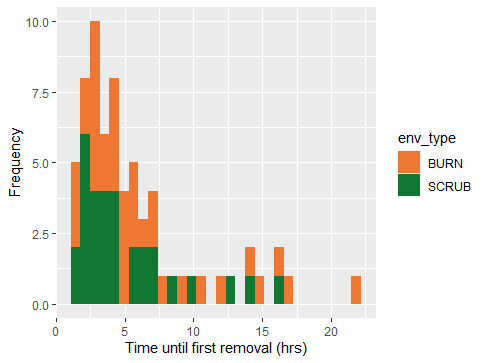 10.0
7.5
5.0
2.5
0.0
Frequency
0 5 10 15 20
Time until first removal (hrs)
env_type
BURN
SCRUB